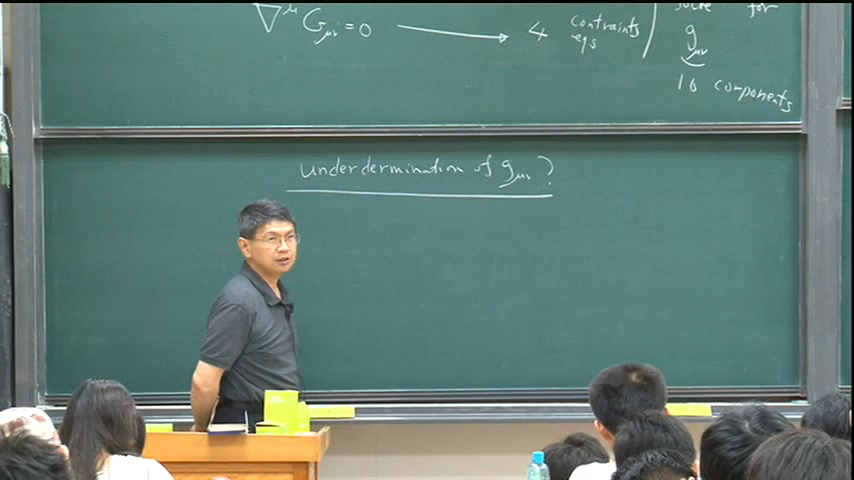 ∇^μ G_μν = 0 → 4 contraints eqs
solve for
g_μν
10 components
underdermination of g_μν ?